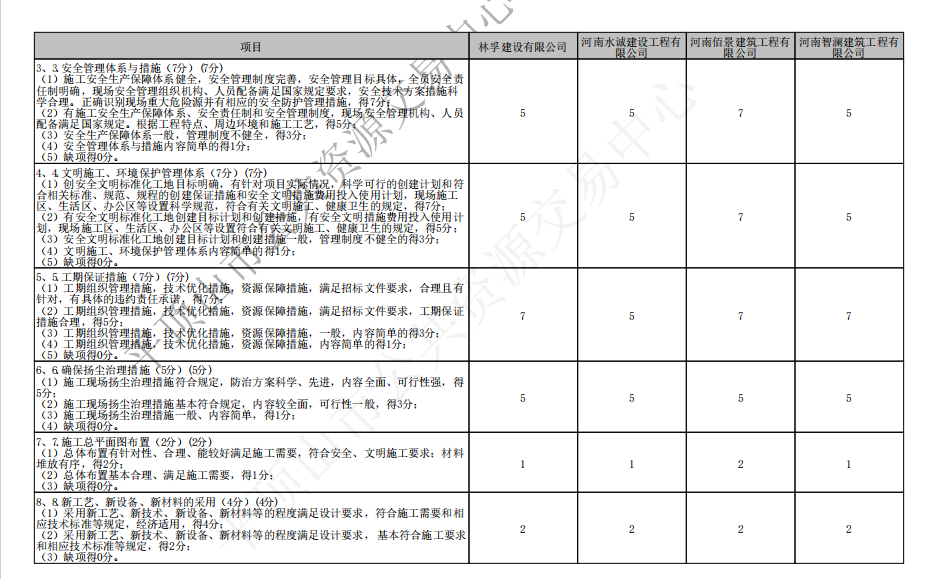 项目
林孚建设有限公司
河南水诚建设工程有
限公司
河南佰景建筑工程有
限公司
河南智澜建筑工程有
限公司
3、3.安全管理体系与措施（7分）(7分)
（1）施工安全生产保障体系健全，安全管理制度完善，安全管理目标具体，全员安全责
任制明确，现场安全管理组织机构、人员配备满足国家规定要求，安全技术方案措施科
学合理。正确识别现场重大危险源并有相应的安全防护管理措施，得7分；
（2）有施工安全生产保障体系、安全责任制和安全管理制度，现场安全管理机构、人员
配备满足国家规定。根据工程特点、周边环境和施工工艺，得5分；
（3）安全生产保障体系一般，管理制度不健全，得3分；
（4）安全管理体系与措施内容简单的得1分；
（5）缺项得0分。
5
5
7
5
4、4.文明施工、环境保护管理体系（7分）(7分)
（1）创安全文明标准化工地目标明确，有针对项目实际情况，科学可行的创建计划和符
合相关标准、规范、规程的创建保证措施和安全文明措施费用投入使用计划，现场施工
区、生活区、办公区等设置科学规范，符合有关文明施工、健康卫生的规定，得7分；
（2）有安全文明标准化工地创建目标计划和创建措施，有安全文明措施费用投入使用计
划，现场施工区、生活区、办公区等设置符合有关文明施工、健康卫生的规定，得5分；
（3）安全文明标准化工地创建目标计划和创建措施一般，管理制度不健全的得3分；
（4）文明施工、环境保护管理体系内容简单的得1分；
（5）缺项得0分。
5
5
7
5
5、5.工期保证措施（7分）(7分)
（1）工期组织管理措施，技术优化措施，资源保障措施，满足招标文件要求，合理且有
针对，有具体的违约责任承诺，得7分；
（2）工期组织管理措施，技术优化措施，资源保障措施，满足招标文件要求，工期保证
措施合理，得5分；
（3）工期组织管理措施，技术优化措施，资源保障措施，一般，内容简单的得3分；
（4）工期组织管理措施，技术优化措施，资源保障措施，内容简单的得1分；
（5）缺项得0分。
7
5
7
7
6、6.确保扬尘治理措施（5分）(5分)
（1）施工现场扬尘治理措施符合规定，防治方案科学、先进，内容全面、可行性强，得
5分；
（2）施工现场扬尘治理措施基本符合规定，内容较全面，可行性一般，得3分；
（3）施工现场扬尘治理措施一般、内容简单，得1分；
（4）缺项得0分。
5
5
5
5
7、7.施工总平面图布置（2分）(2分)
（1）总体布置有针对性、合理、能较好满足施工需要，符合安全、文明施工要求；材料
堆放有序，得2分；
（2）总体布置基本合理、满足施工需要，得1分；
（3）缺项得0分。
1
1
2
1
8、8.新工艺、新设备、新材料的采用（4分）(4分)
（1）采用新工艺、新技术、新设备、新材料等的程度满足设计要求，符合施工需要和相
应技术标准等规定，经济适用，得4分；
（2）采用新工艺、新技术、新设备、新材料等的程度满足设计要求， 基本符合施工要求
和相应技术标准等规定，得2分；
（3）缺项得0分。
2
2
2
2
平顶山市公共资源交易中心
平顶山市公共资源交易中心